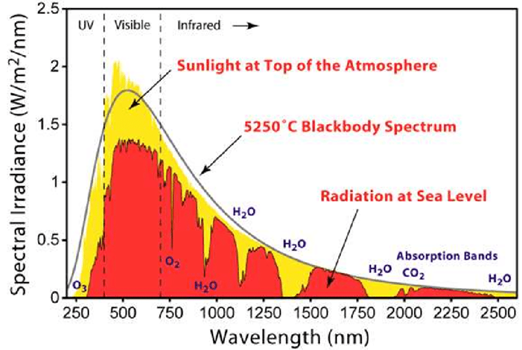 UV Visible Infrared
Sunlight at Top of the Atmosphere
5250°C Blackbody Spectrum
Radiation at Sea Level
H2O
H2O
Absorption Bands
H2O CO2
H2O
O3
O2
H2O
Spectral Irradiance (W/m2/nm)
2.5
2
1.5
1
0.5
0
250 500 750 1000 1250 1500 1750 2000 2250 2500
Wavelength (nm)